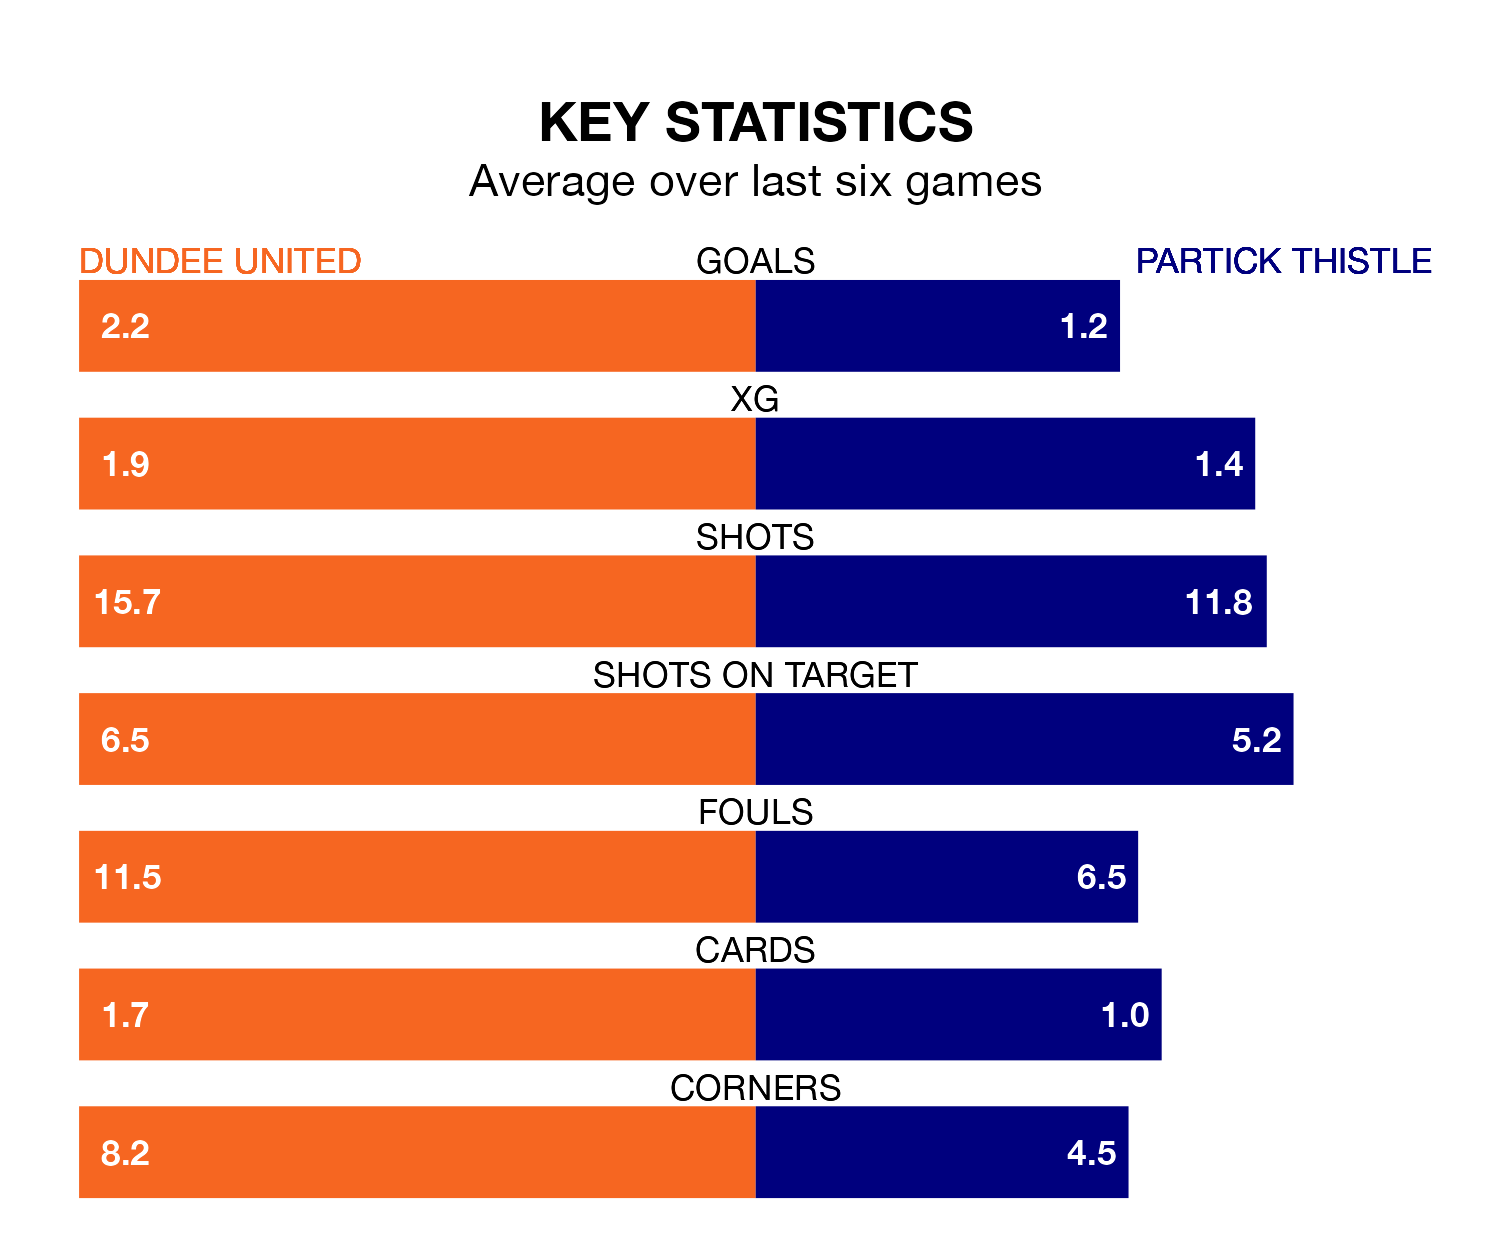 KEY STATISTICS
Average over last six games
DUNDEE UNITED GOALS PARTICK THISTLE
2.2 1.2
XG
1.9 1.4
SHOTS
15.7 11.8
SHOTS ON TARGET
6.5 5.2
FOULS
11.5 6.5
CARDS
1.7 1.0
CORNERS
8.2 4.5